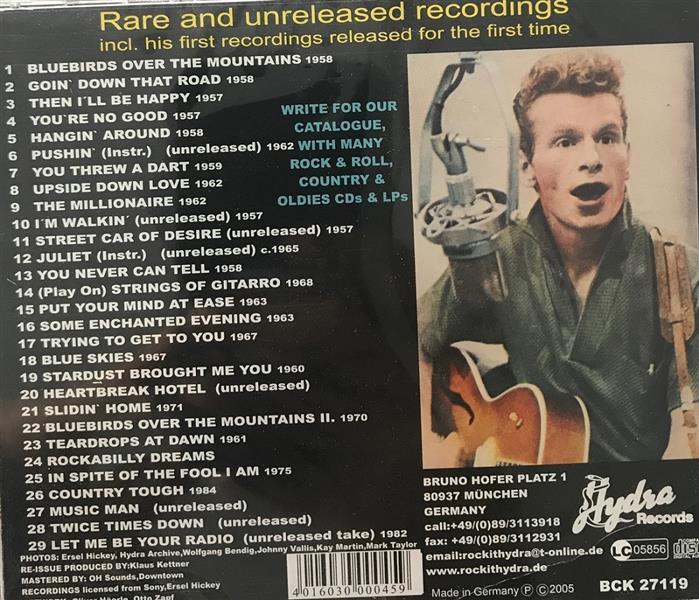 Rare and unreleased recordings
incl. his first recordings released for the first time
1 BLUEBIRDS OVER THE MOUNTAINS 1958
2 GOIN` DOWN THAT ROAD 1958
3 THEN I´LL BE HAPPY 1957
4 YOU'RE NO GOOD 1957
5 HANGIN` AROUND 1958
6 PUSHIN` (Instr.) (unreleased) 1962
7 YOU THREW A DART 1959
8 UPSIDE DOWN LOVE 1962
9 THE MILLIONAIRE 1962
10 I´M WALKIN´ (unreleased) 1957
11 STREET CAR OF DESIRE (unreleased) 1957
12 JULIET (Instr.) (unreleased) c.1965
13 YOU NEVER CAN TELL 1958
14 (Play On) STRINGS OF GITARRO 1968
15 PUT YOUR MIND AT EASE 1963
16 SOME ENCHANTED EVENING 1963
17 TRYING TO GET TO YOU 1967
18 BLUE SKIES 1967
19 STARDUST BROUGHT ME YOU 1960
20 HEARTBREAK HOTEL (unreleased)
21 SLIDIN` HOME 1971
22 BLUEBIRDS OVER THE MOUNTAINS II. 1970
23 TEARDROPS AT DAWN 1961
24 ROCKABILLY DREAMS
25 IN SPITE OF THE FOOL I AM 1975
26 COUNTRY TOUGH 1984
27 MUSIC MAN (unreleased)
28 TWICE TIMES DOWN (unreleased)
29 LET ME BE YOUR RADIO (unreleased take) 1982
WRITE FOR OUR
CATALOGUE,
WITH MANY
ROCK & ROLL,
COUNTRY &
OLDIES CDs & LPs
PHOTOS: Ersel Hickey, Hydra Archive,Wolfgang Bendig,Johnny Vallis,Kay Martin,Mark Taylor
RE-ISSUE PRODUCED BY:Klaus Kettner
MASTERED BY: OH Sounds,Downtown
RECORDINGS licensed from Sony,Ersel Hickey
Oliver Häerle, Otto Zapf
4016030 000459
BRUNO HOFER PLATZ 1
80937 MÜNCHEN
GERMANY
call:+49/(0)89/3113918
fax: +49/(0)89/3112931
email:rockithydra@t-online.de
www.rockithydra.de
Hydra
Records
LC 05856
Made in Germany Ⓟ © 2005
BCK 27119